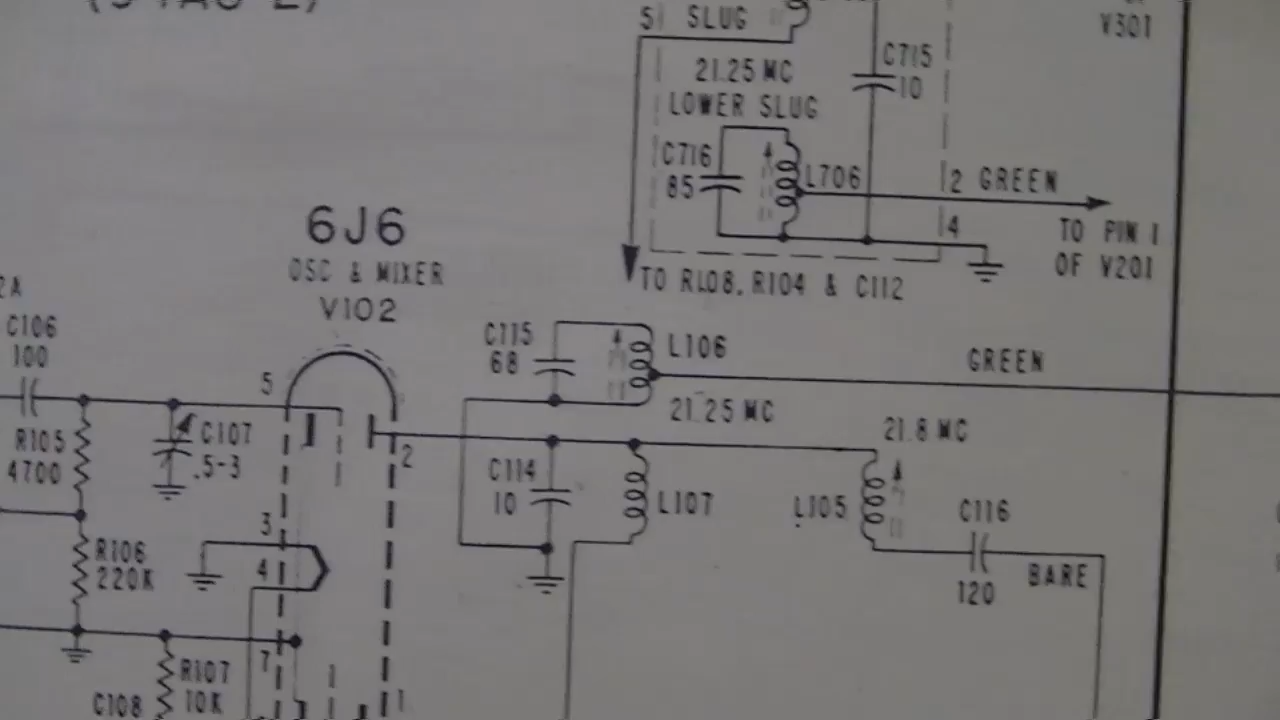 5
SLUG
V301
21.25 MC
LOWER SLUG
C715
10
C716
85
L706
2 GREEN
4
TO PIN 1
OF V201
TO R108, R104 & C112
6J6
OSC & MIXER
V102
2A
C106
100
5
C115
68
L106
GREEN
21.25 MC
21.8 MC
R105
4700
C107
.5-3
2
C114
10
L107
L105
C116
120
BARE
3
4
R106
220K
7
R107
10K
C108
1